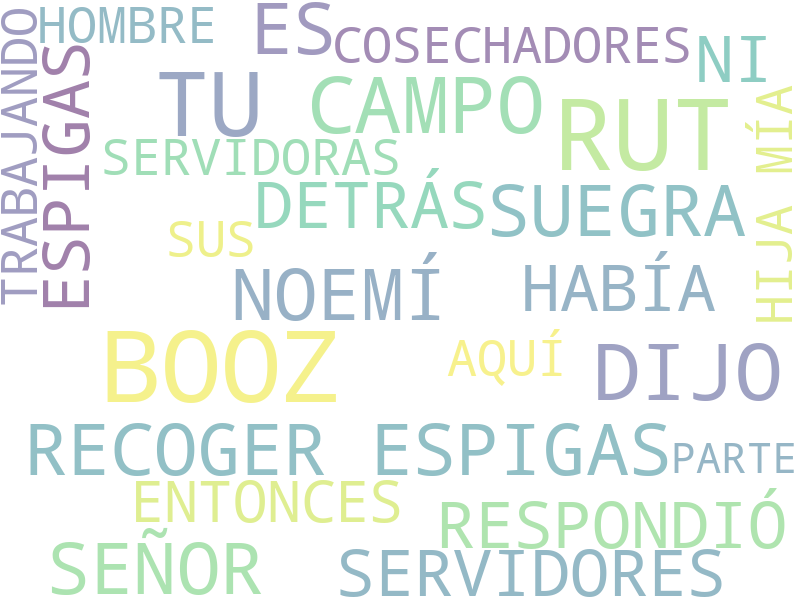 TRABAJANDO
HOMBRE
ESPIGAS
ES
COSECHADORES
NI
TU
CAMPO
RUT
HIJA MÍA
SERVIDORAS
DETRÁS
SUEGRA
SUS
NOEMÍ
HABÍA
BOOZ
AQUÍ
DIJO
RECOGER ESPIGAS
PARTE
ENTONCES
RESPONDIÓ
SEÑOR
SERVIDORES